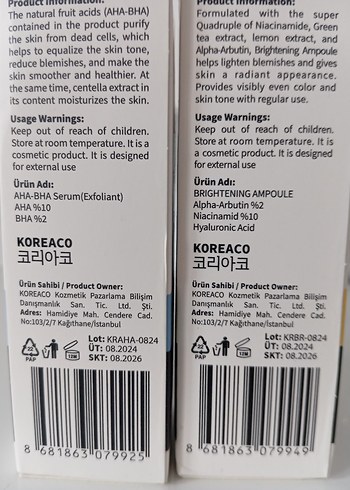 Product Information:
The natural fruit acids (AHA-BHA)
contained in the product purify
the skin from dead cells, which
helps to equalize the skin tone,
reduce blemishes, and make the
skin smoother and healthier. At
the same time, centella extract in
its content moisturizes the skin.
Usage Warnings:
Keep out of reach of children.
Store at room temperature. It is a
cosmetic product. It is designed
for external use
Ürün Adı:
AHA-BHA Serum(Exfoliant)
AHA %10
BHA %2
KOREACO
코리아코
Ürün Sahibi / Product Owner:
KOREACO Kozmetik Pazarlama Bilişim
Danışmanlık San. Tic. Ltd. Şti.
Adres: Hamidiye Mah. Cendere Cad.
No:103/2/7 Kağıthane/İstanbul
Lot: KRAHA-0824
ÜT: 08.2024
SKT: 08.2026
22
PAP
12M
8 681863 079925
Product Information:
Formulated with the super
Quadruple of Niacinamide, Green
tea extract, lemon extract, and
Alpha-Arbutin, Brightening Ampoule
helps lighten blemishes and gives
skin a radiant appearance.
Provides visibly even color and
skin tone with regular use.
Usage Warnings:
Keep out of reach of children.
Store at room temperature. It is
a cosmetic product. It is designed
for external use
Ürün Adı:
BRIGHTENING AMPOULE
Alpha-Arbutin %2
Niacinamid %10
Hyaluronic Acid
KOREACO
코리아코
Ürün Sahibi / Product Owner:
KOREACO Kozmetik Pazarlama Bilişim
Danışmanlık San. Tic. Ltd. Şti.
Adres: Hamidiye Mah. Cendere Cad.
No:103/2/7 Kağıthane/İstanbul
Lot: KRBR-0824
ÜT: 08.2024
SKT: 08.2026
22
PAP
12M
8 681863 079949